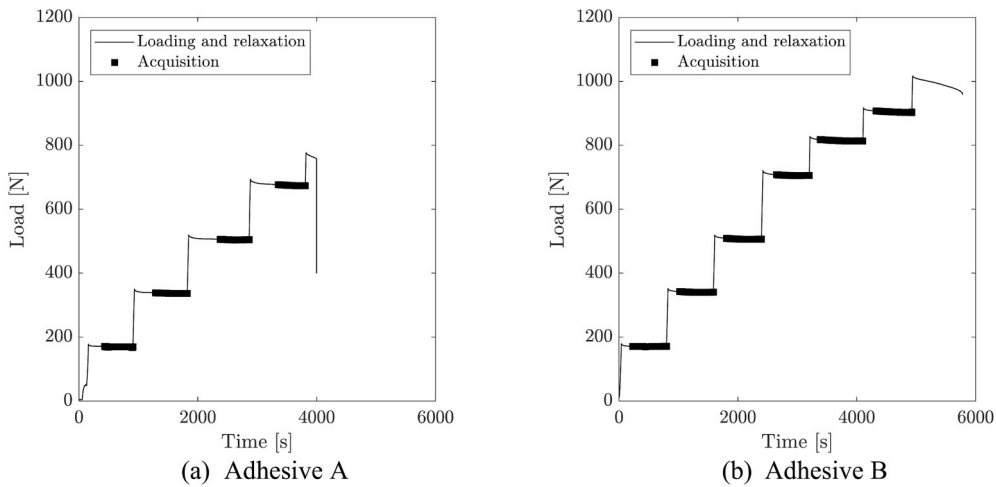 1200
1000
800
600
400
200
0
Load [N]
Loading and relaxation
Acquisition
0
2000
4000
6000
Time [s]
(a) Adhesive A
1200
1000
800
600
400
200
0
Load [N]
Loading and relaxation
Acquisition
0
2000
4000
6000
Time [s]
(b) Adhesive B